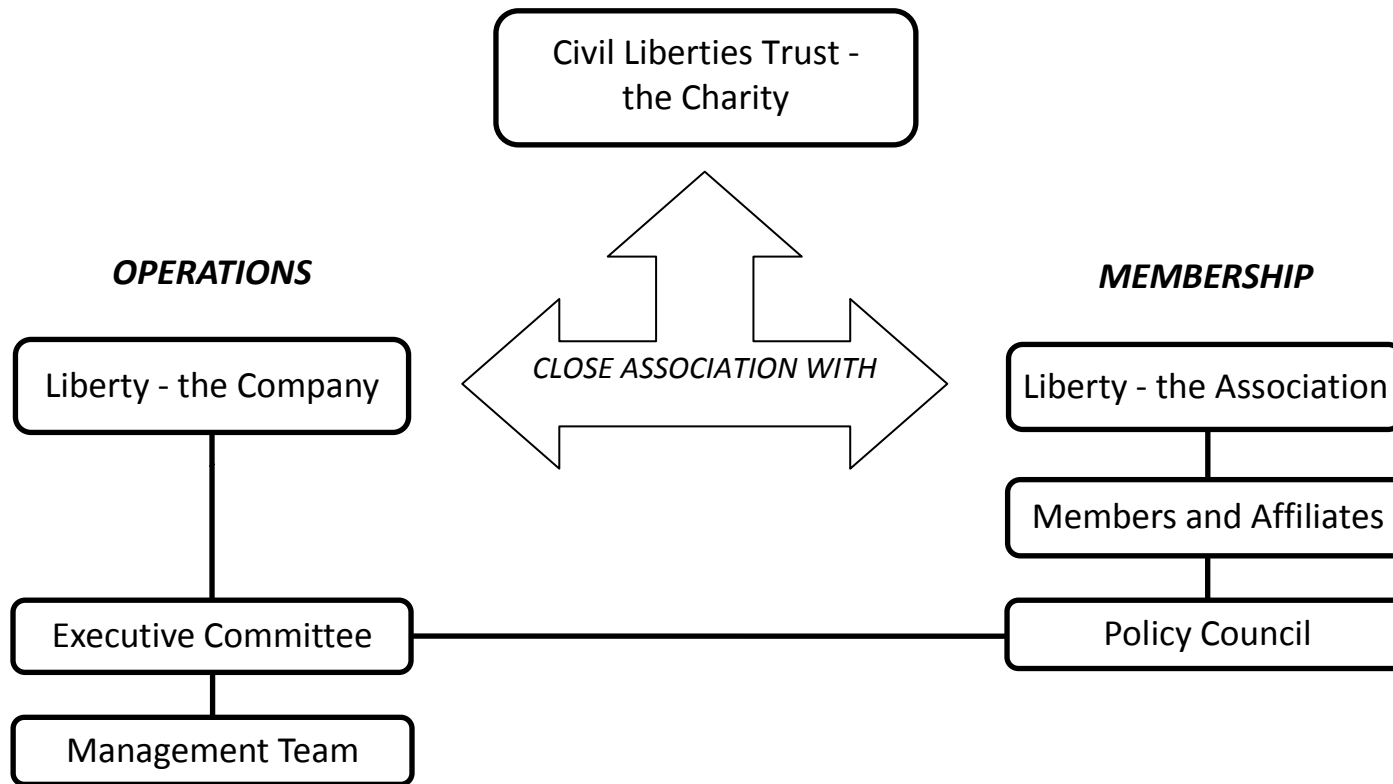 Civil Liberties Trust -
the Charity
OPERATIONS
MEMBERSHIP
Liberty - the Company
CLOSE ASSOCIATION WITH
Liberty - the Association
Members and Affiliates
Executive Committee
Policy Council
Management Team